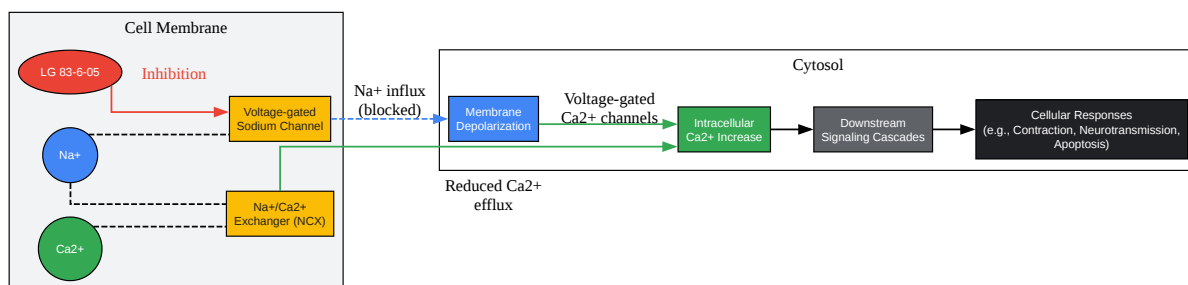 Cell Membrane
LG 83-6-05
Inhibition
Voltage-gated
Sodium Channel
Na+
Na+/Ca2+
Exchanger (NCX)
Ca2+
Na+ influx
(blocked)
Cytosol
Membrane
Depolarization
Voltage-gated
Ca2+ channels
Intracellular
Ca2+ Increase
Downstream
Signaling Cascades
Cellular Responses
(e.g., Contraction, Neurotransmission,
Apoptosis)
Reduced Ca2+
efflux